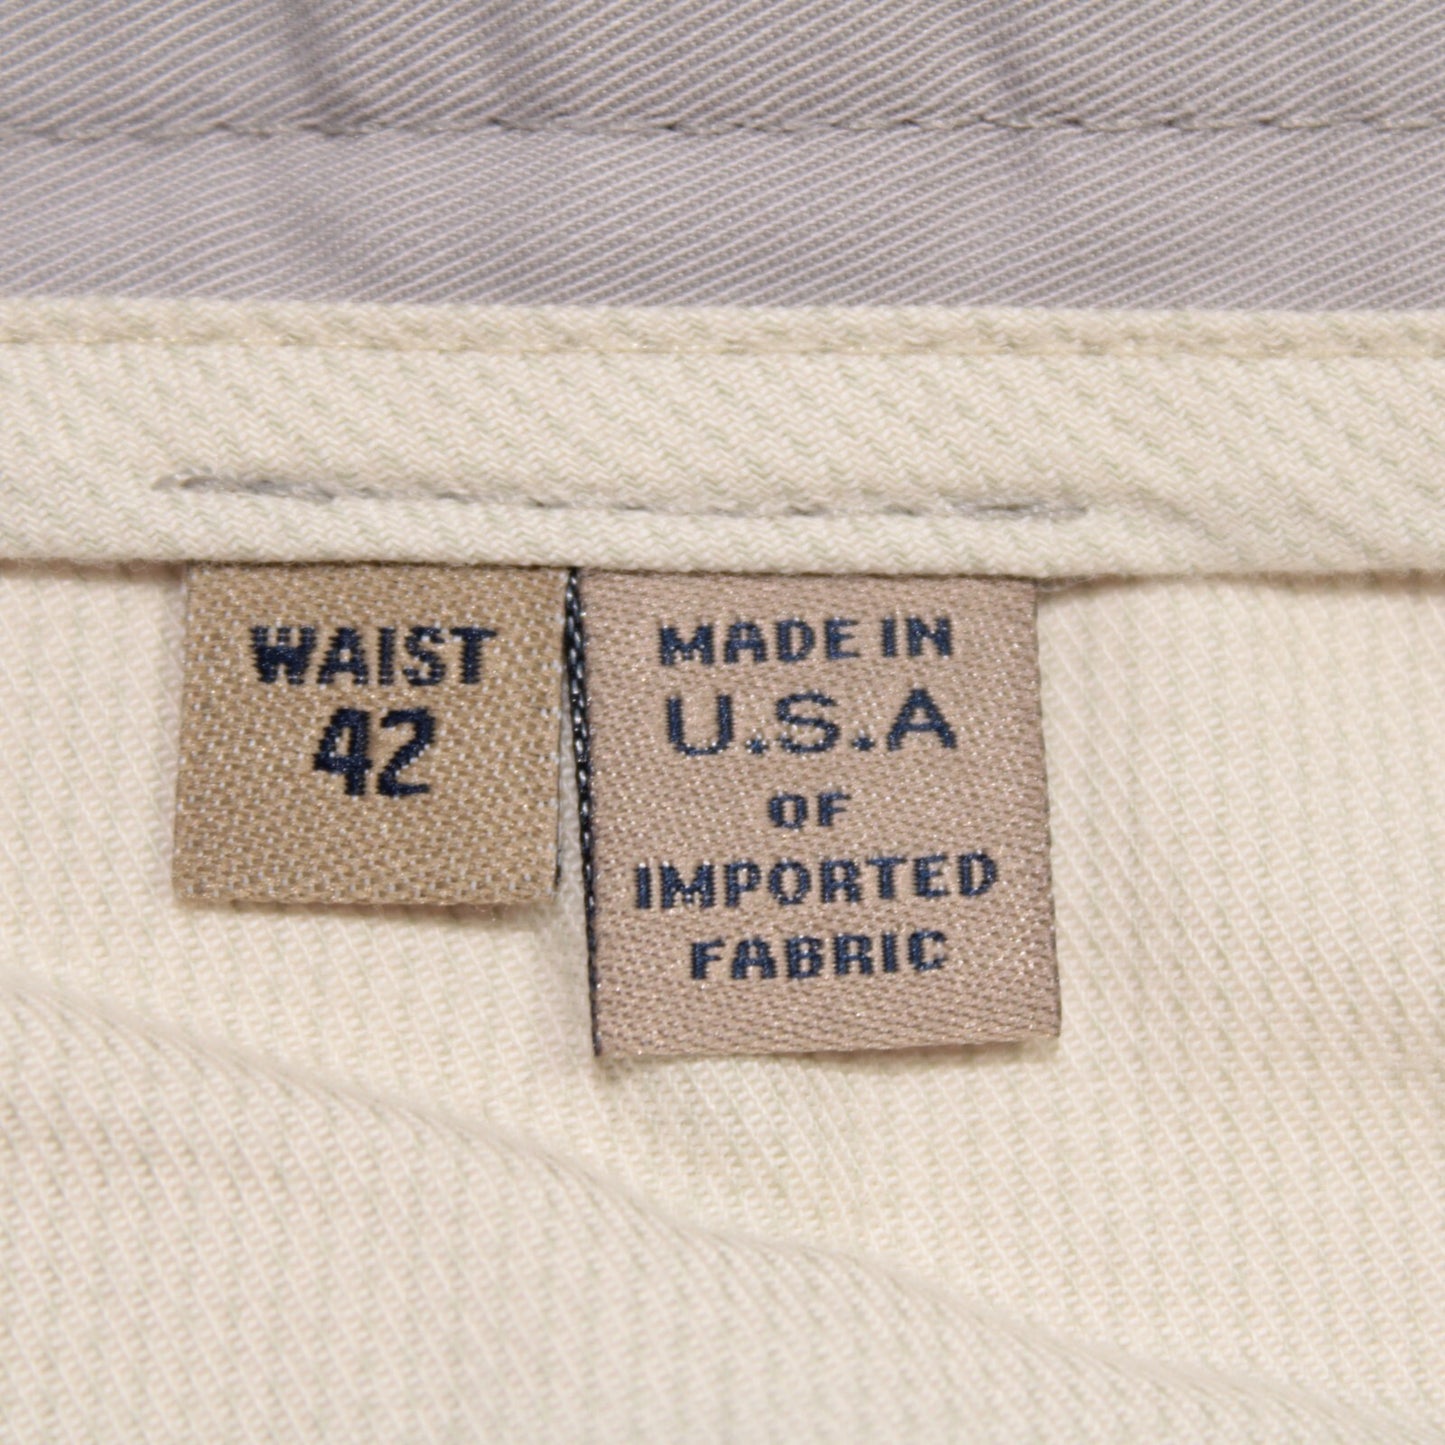 WAIST
42
MADE IN
U.S.A
OF
IMPORTED
FABRIC